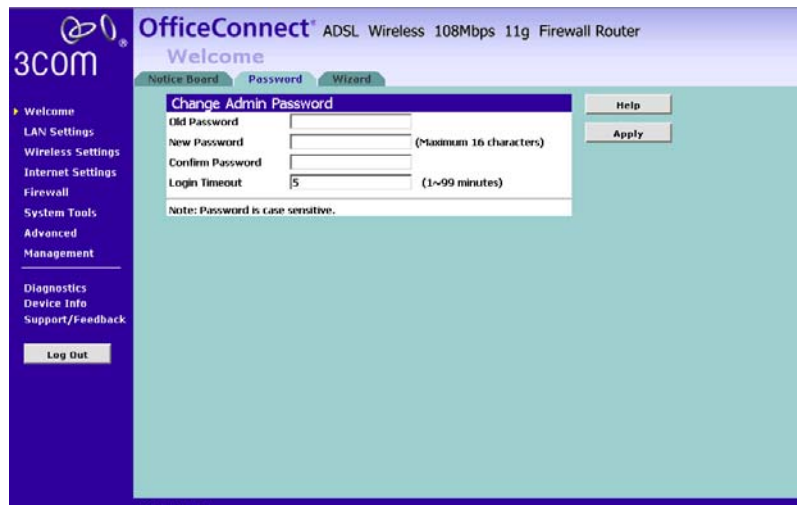 3COM®
OfficeConnect® ADSL Wireless 108Mbps 11g Firewall Router
Welcome
Notice Board Password Wizard
Welcome
LAN Settings
Wireless Settings
Internet Settings
Firewall
System Tools
Advanced
Management
Diagnostics
Device Info
Support/Feedback
Log Out
Change Admin Password
Old Password
New Password (Maximum 16 characters)
Confirm Password
Login Timeout 5 (1~99 minutes)
Note: Password is case sensitive.
Help
Apply